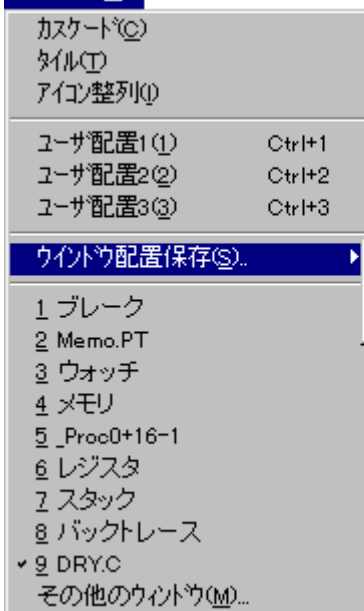 ｶｽｹｰﾄﾞ(C)
ﾀｲﾙ(T)
ｱｲｺﾝ整列(I)
ﾕｰｻﾞ配置1(1) Ctrl+1
ﾕｰｻﾞ配置2(2) Ctrl+2
ﾕｰｻﾞ配置3(3) Ctrl+3
ｳｲﾝﾄﾞｳ配置保存(S)..
1 ブレーク
2 Memo.PT
3 ウォッチ
4 メモリ
5 _Proc0+16-1
6 レジスタ
7 スタック
8 バックトレース
9 DRY.C
その他のｳｨﾝﾄﾞｳ(M)...